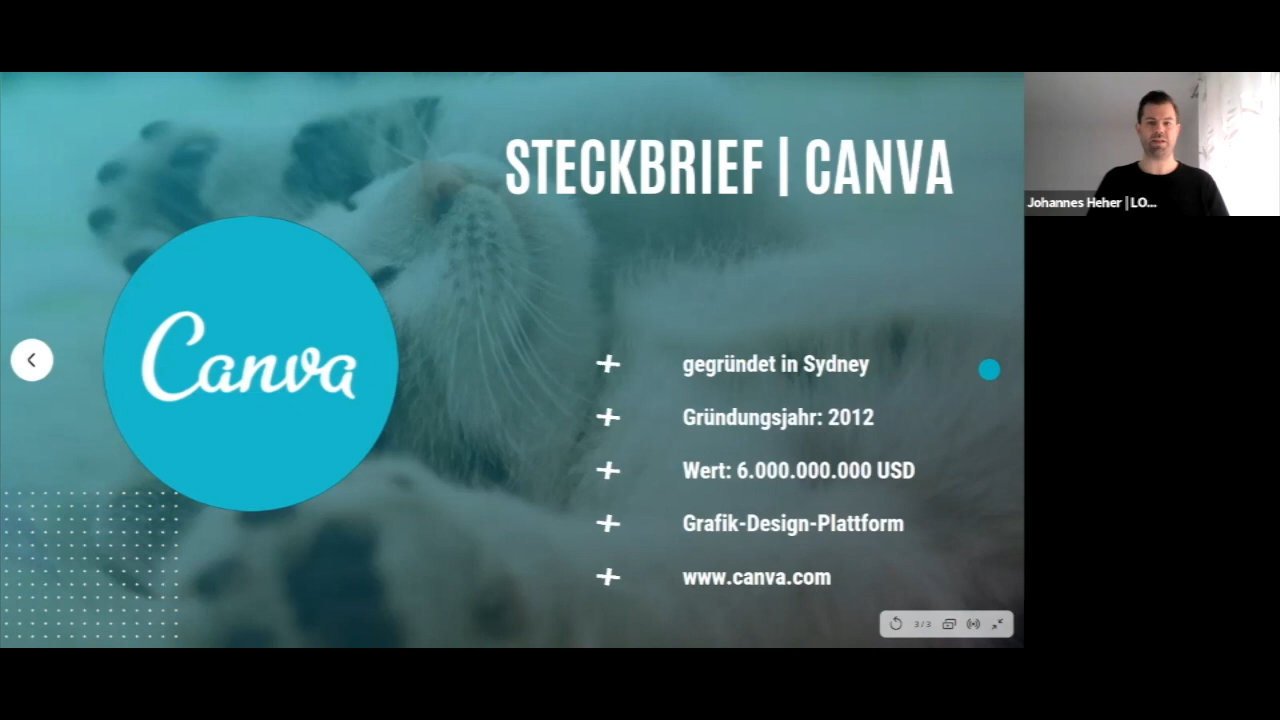 STECKBRIEF | CANVA
Johannes Heher | LO...
Canva
gegründet in Sydney
Gründungsjahr: 2012
Wert: 6.000.000.000 USD
Grafik-Design-Plattform
www.canva.com
3/3